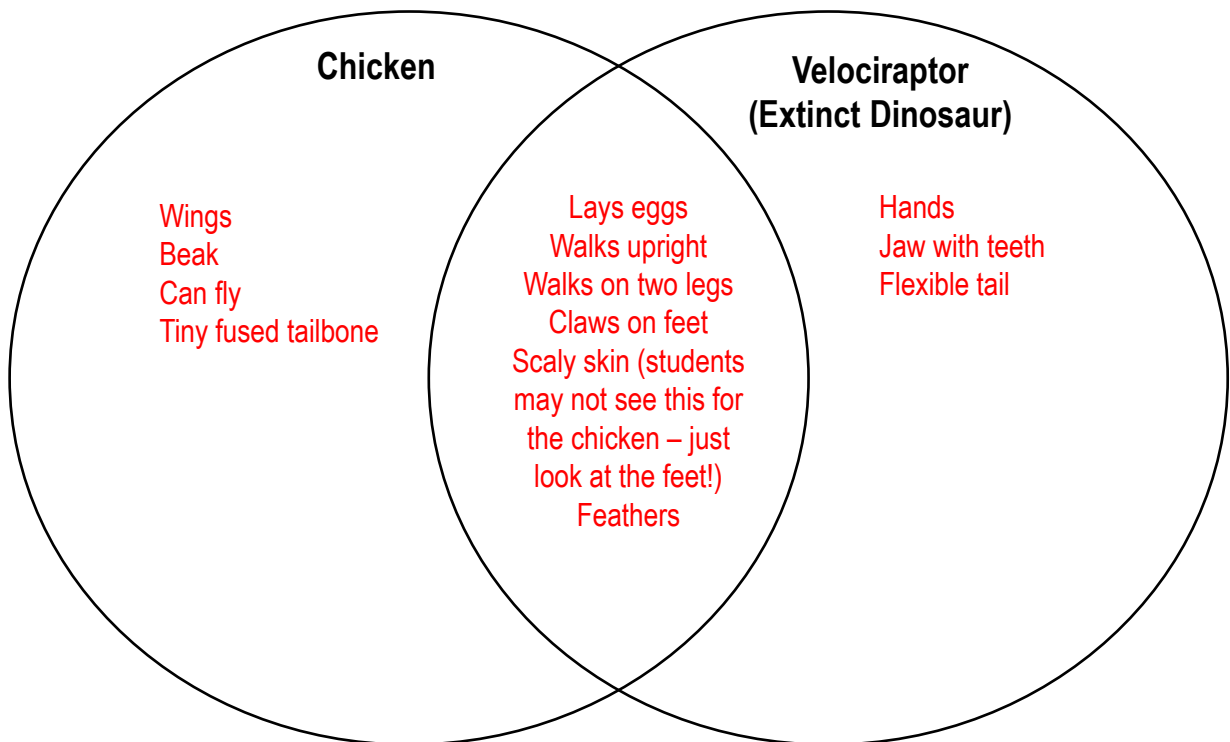 Chicken
Velociraptor
(Extinct Dinosaur)
Wings
Beak
Can fly
Tiny fused tailbone
Lays eggs
Walks upright
Walks on two legs
Claws on feet
Scaly skin (students
may not see this for
the chicken – just
look at the feet!)
Feathers
Hands
Jaw with teeth
Flexible tail